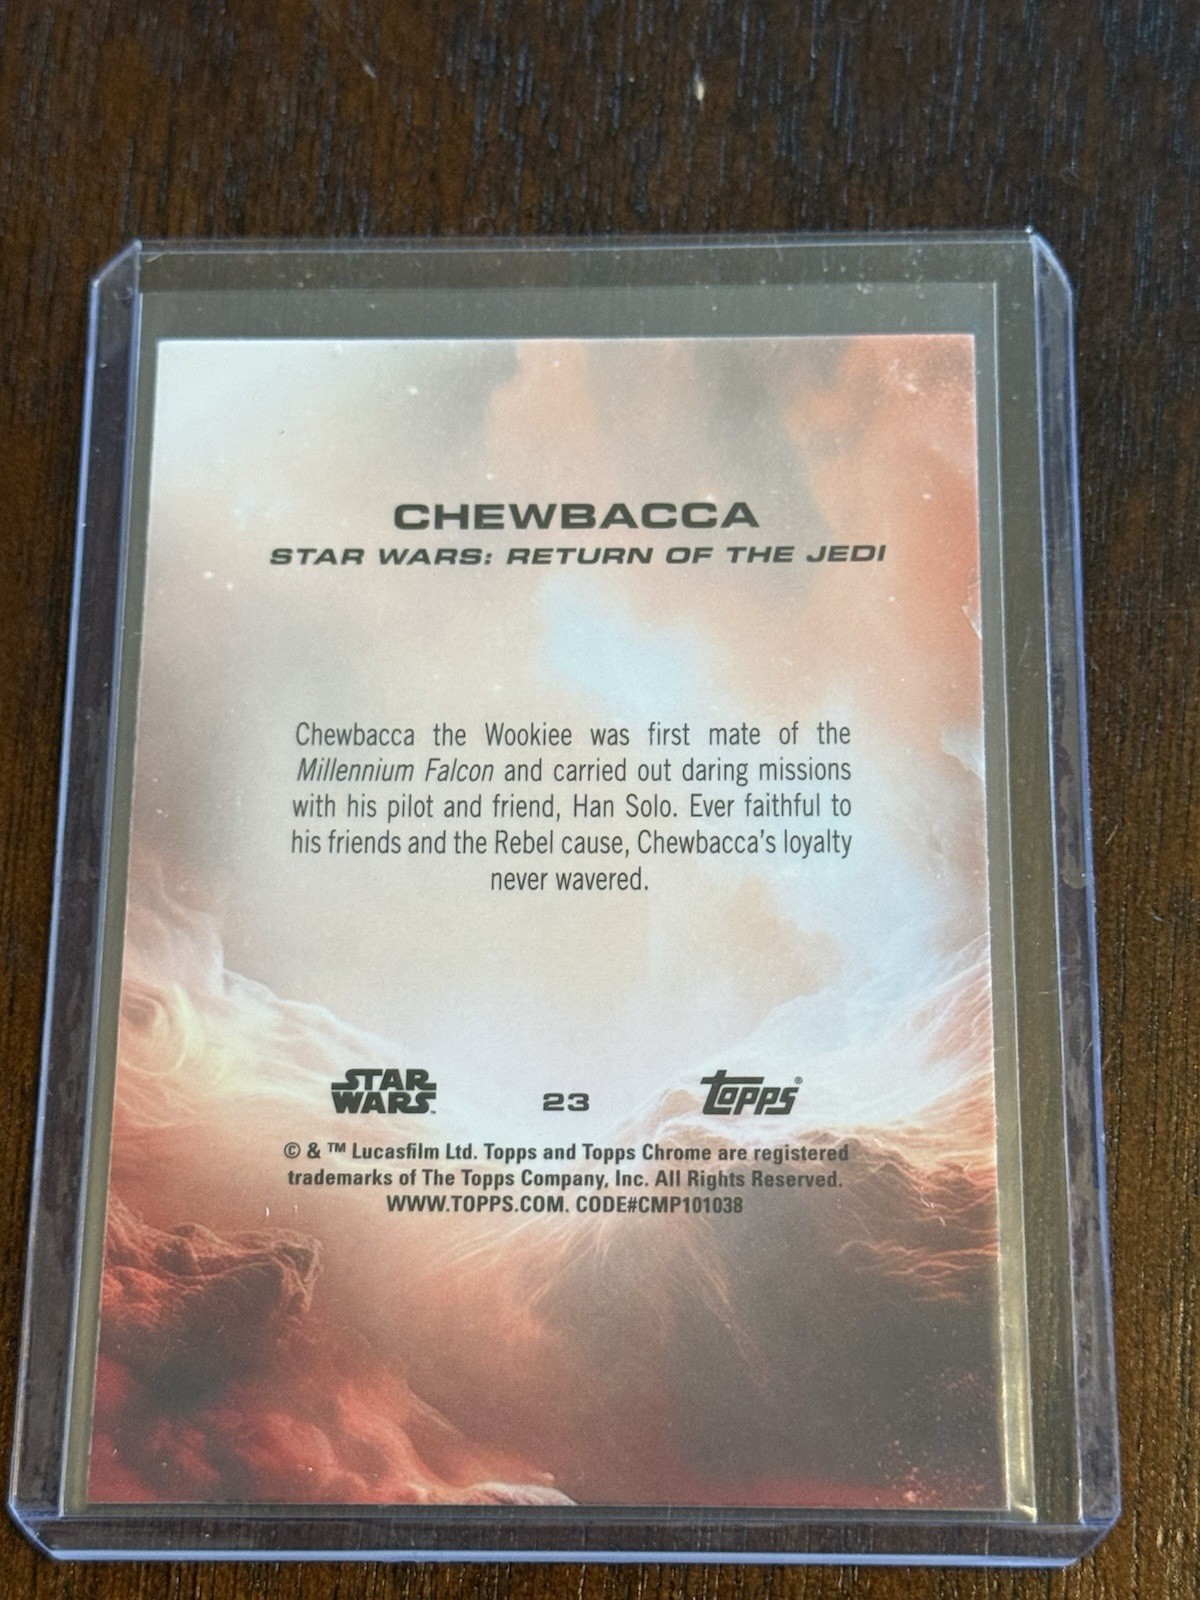 CHEWBACCA
STAR WARS: RETURN OF THE JEDI
Chewbacca the Wookiee was first mate of the
Millennium Falcon and carried out daring missions
with his pilot and friend, Han Solo. Ever faithful to
his friends and the Rebel cause, Chewbacca's loyalty
never wavered.
STAR WARS™ 23 topps®
© & ™ Lucasfilm Ltd. Topps and Topps Chrome are registered
trademarks of The Topps Company, Inc. All Rights Reserved.
WWW.TOPPS.COM. CODE#CMP101038